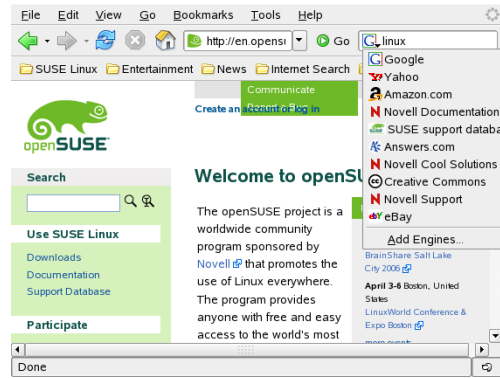 File Edit View Go Bookmarks Tools Help
http://en.opens Go linux
SUSE Linux Entertainment News Internet Search
Google
Yahoo
Amazon.com
Novell Documentation
SUSE support databa
Answers.com
Novell Cool Solutions
Creative Commons
Novell Support
eBay
Add Engines...
Communicate
Report a Bug
Create an account or log in
openSUSE
Search
Use SUSE Linux
Downloads
Documentation
Support Database
Participate
Welcome to openSU
The openSUSE project is a
worldwide community
program sponsored by
Novell that promotes the
use of Linux everywhere.
The program provides
anyone with free and easy
access to the world's most
BrainShare Salt Lake
City 2006
April 3-6 Boston, United
States
LinuxWorld Conference &
Expo Boston
more events
Done